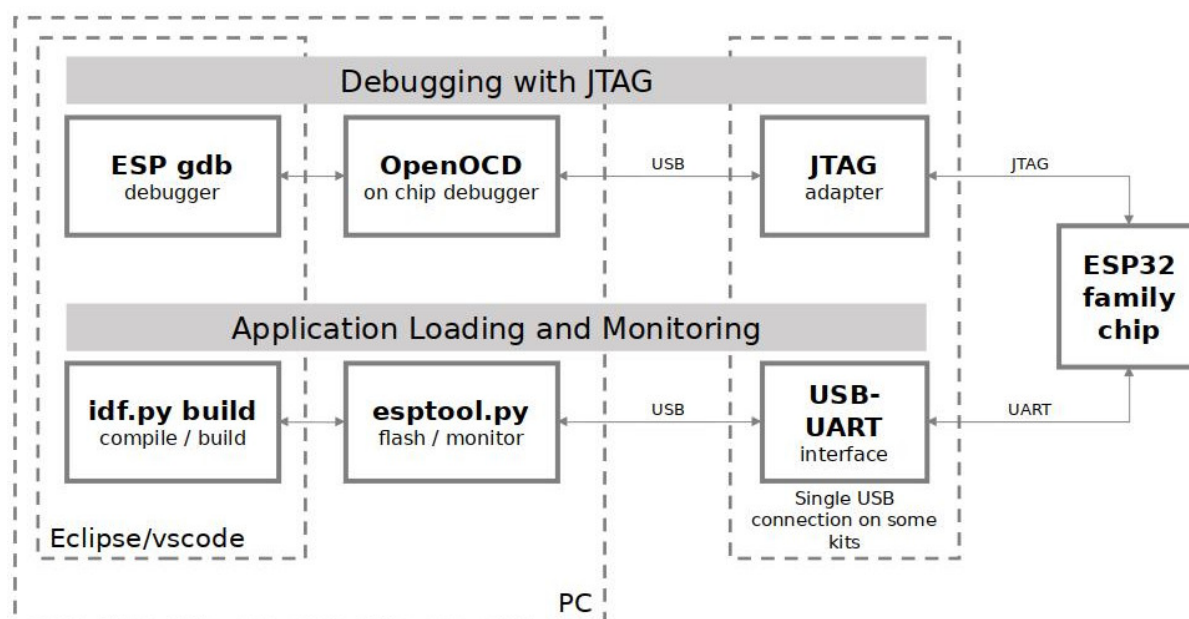 Debugging with JTAG
ESP gdb
debugger
OpenOCD
on chip debugger
USB
JTAG
adapter
JTAG
ESP32
family
chip
Application Loading and Monitoring
idf.py build
compile / build
esptool.py
flash / monitor
USB
USB-
UART
interface
UART
Single USB
connection on some
kits
Eclipse/vscode
PC